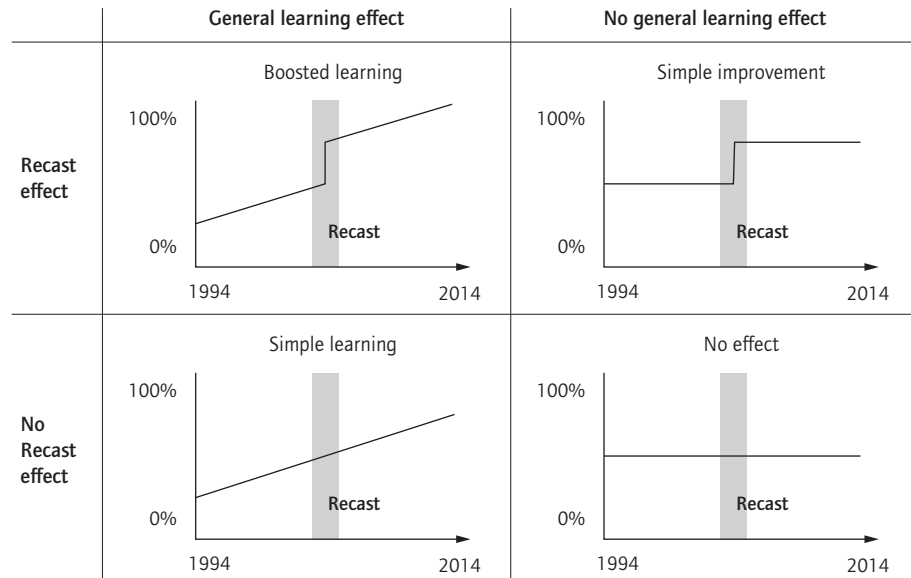 General learning effect
No general learning effect
Recast
effect
Boosted learning
100%
0%
Recast
1994
2014
Simple improvement
100%
0%
Recast
1994
2014
No
Recast
effect
Simple learning
100%
0%
Recast
1994
2014
No effect
100%
0%
Recast
1994
2014